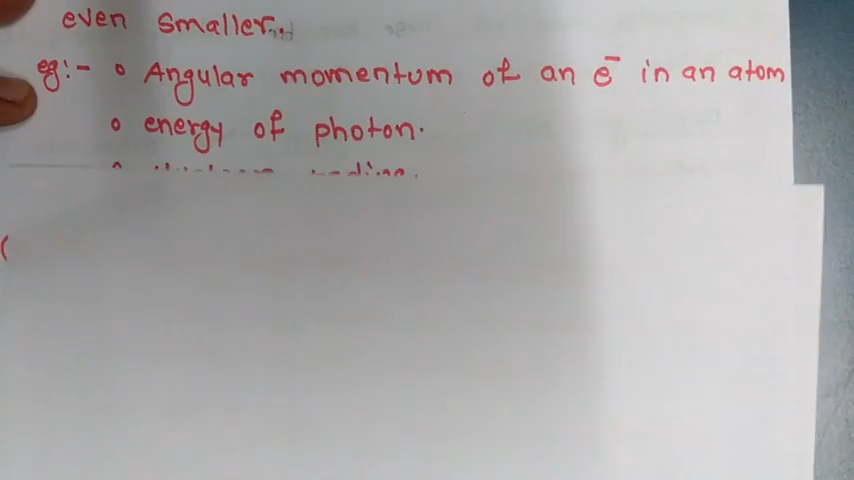 even smaller.
eg:- o Angular momentum of an e⁻ in an atom
o energy of photon.